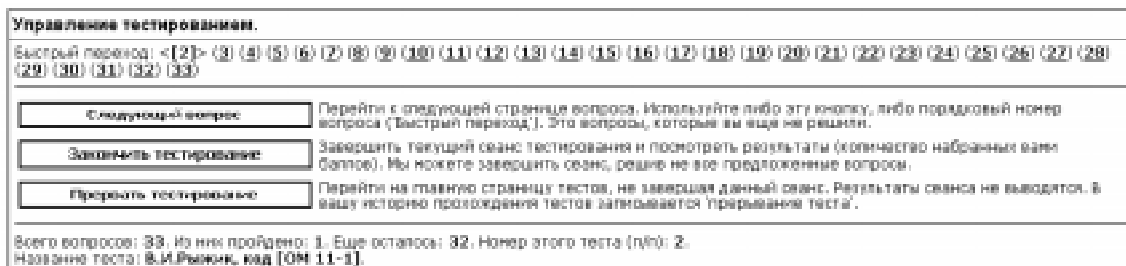 Управление тестированием.
Быстрый переход: <[2]> (3) (4) (5) (6) (7) (8) (9) (10) (11) (12) (13) (14) (15) (16) (17) (18) (19) (20) (21) (22) (23) (24) (25) (26) (27) (28)
(29) (30) (31) (32) (33)
Следующий вопрос
Перейти к следующей странице вопроса. Используйте либо эту кнопку, либо порядковый номер
вопроса ('Быстрый переход'). Это вопросы, которые вы еще не решили.
Закончить тестирование
Завершить текущий сеанс тестирования и посмотреть результаты (количество набранных вами
баллов). Мы можете завершить сеанс, решив не все предложенные вопросы.
Прервать тестирование
Перейти на главную страницу тестов, не завершая данный сеанс. Результаты сеанса не выводятся. В
вашу историю прохождения тестов записывается 'прерывание теста'.
Всего вопросов: 33. Из них пройдено: 1. Еще осталось: 32. Номер этого теста (п/п): 2.
Название теста: В.И.Рыжик, код [ОМ 11-1].